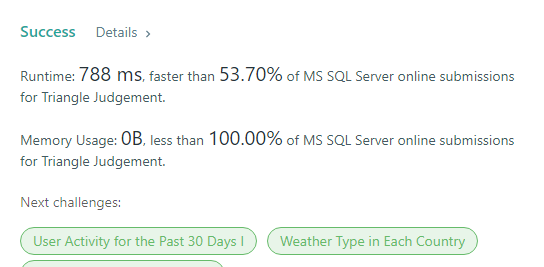 Success Details >
Runtime: 788 ms, faster than 53.70% of MS SQL Server online submissions
for Triangle Judgement.
Memory Usage: 0B, less than 100.00% of MS SQL Server online submissions
for Triangle Judgement.
Next challenges:
User Activity for the Past 30 Days I Weather Type in Each Country